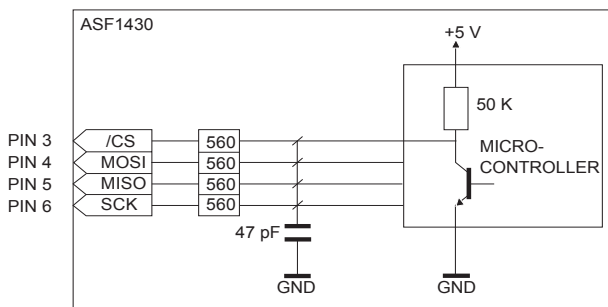 ASF1430
+5 V
50 K
PIN 3 /CS 560
PIN 4 MOSI 560
PIN 5 MISO 560
PIN 6 SCK 560
MICRO-
CONTROLLER
47 pF
GND
GND